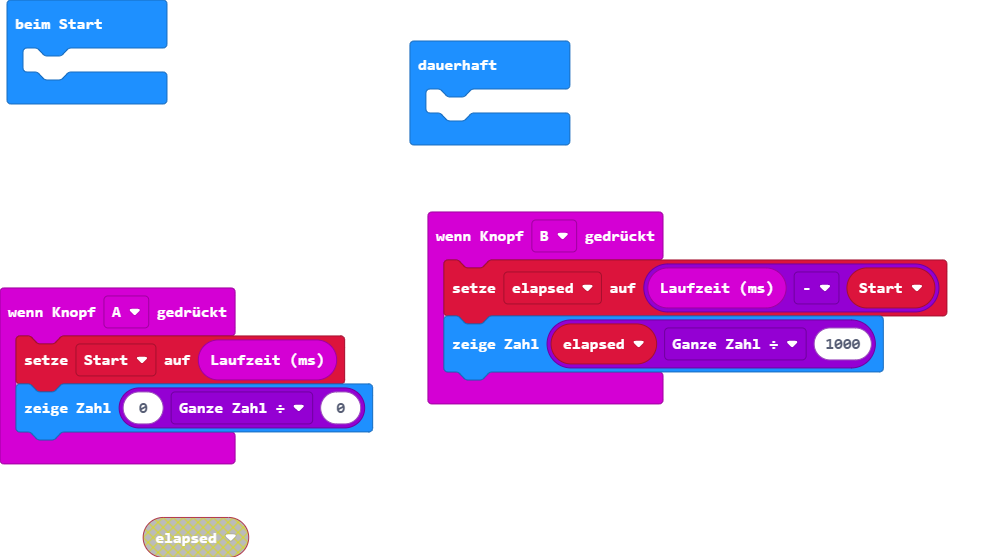 beim Start
dauerhaft
wenn Knopf B gedrückt
setze elapsed auf Laufzeit (ms) - Start
zeige Zahl elapsed Ganze Zahl ÷ 1000
wenn Knopf A gedrückt
setze Start auf Laufzeit (ms)
zeige Zahl 0 Ganze Zahl ÷ 0
elapsed